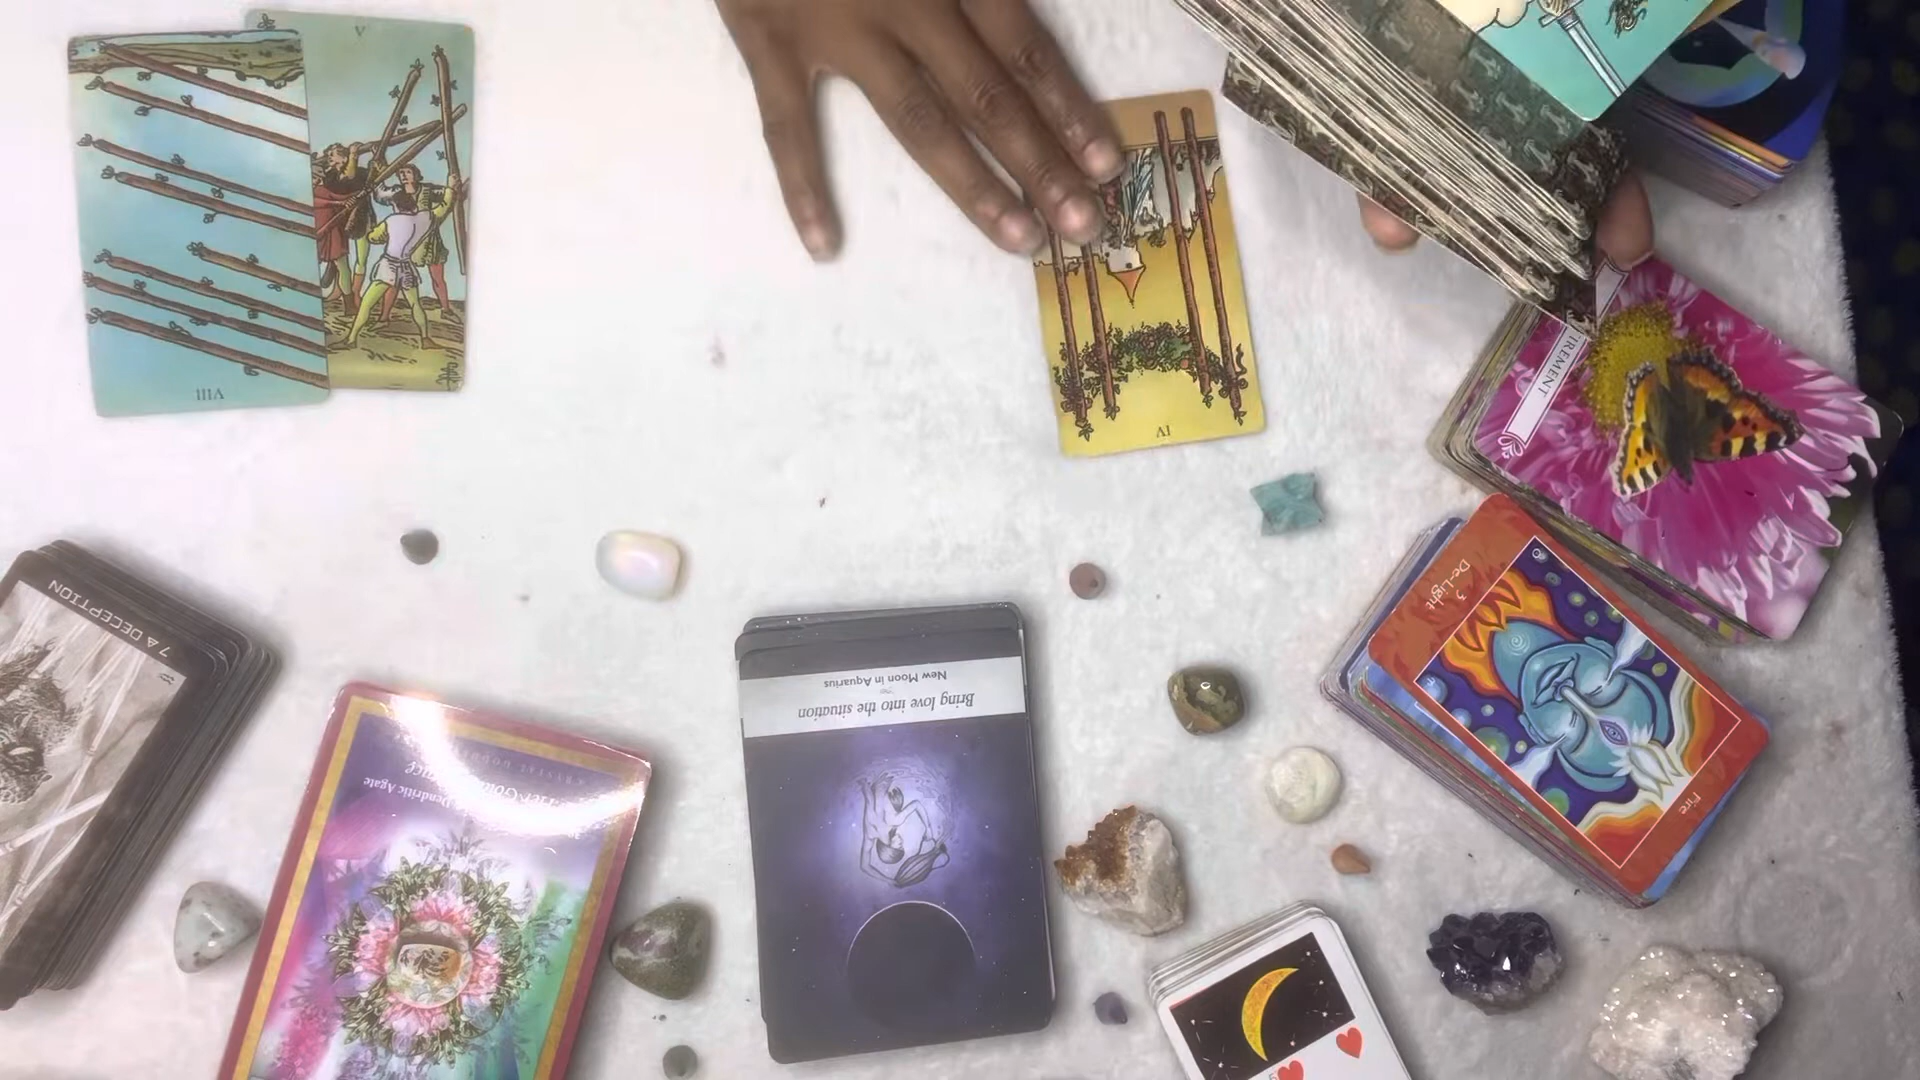 V
VIII
IV
IREMENT
7 DECEPTION
3
De-Light
Fire
New Moon in Aquarius
Bring love into the situation
Dendritic Agate